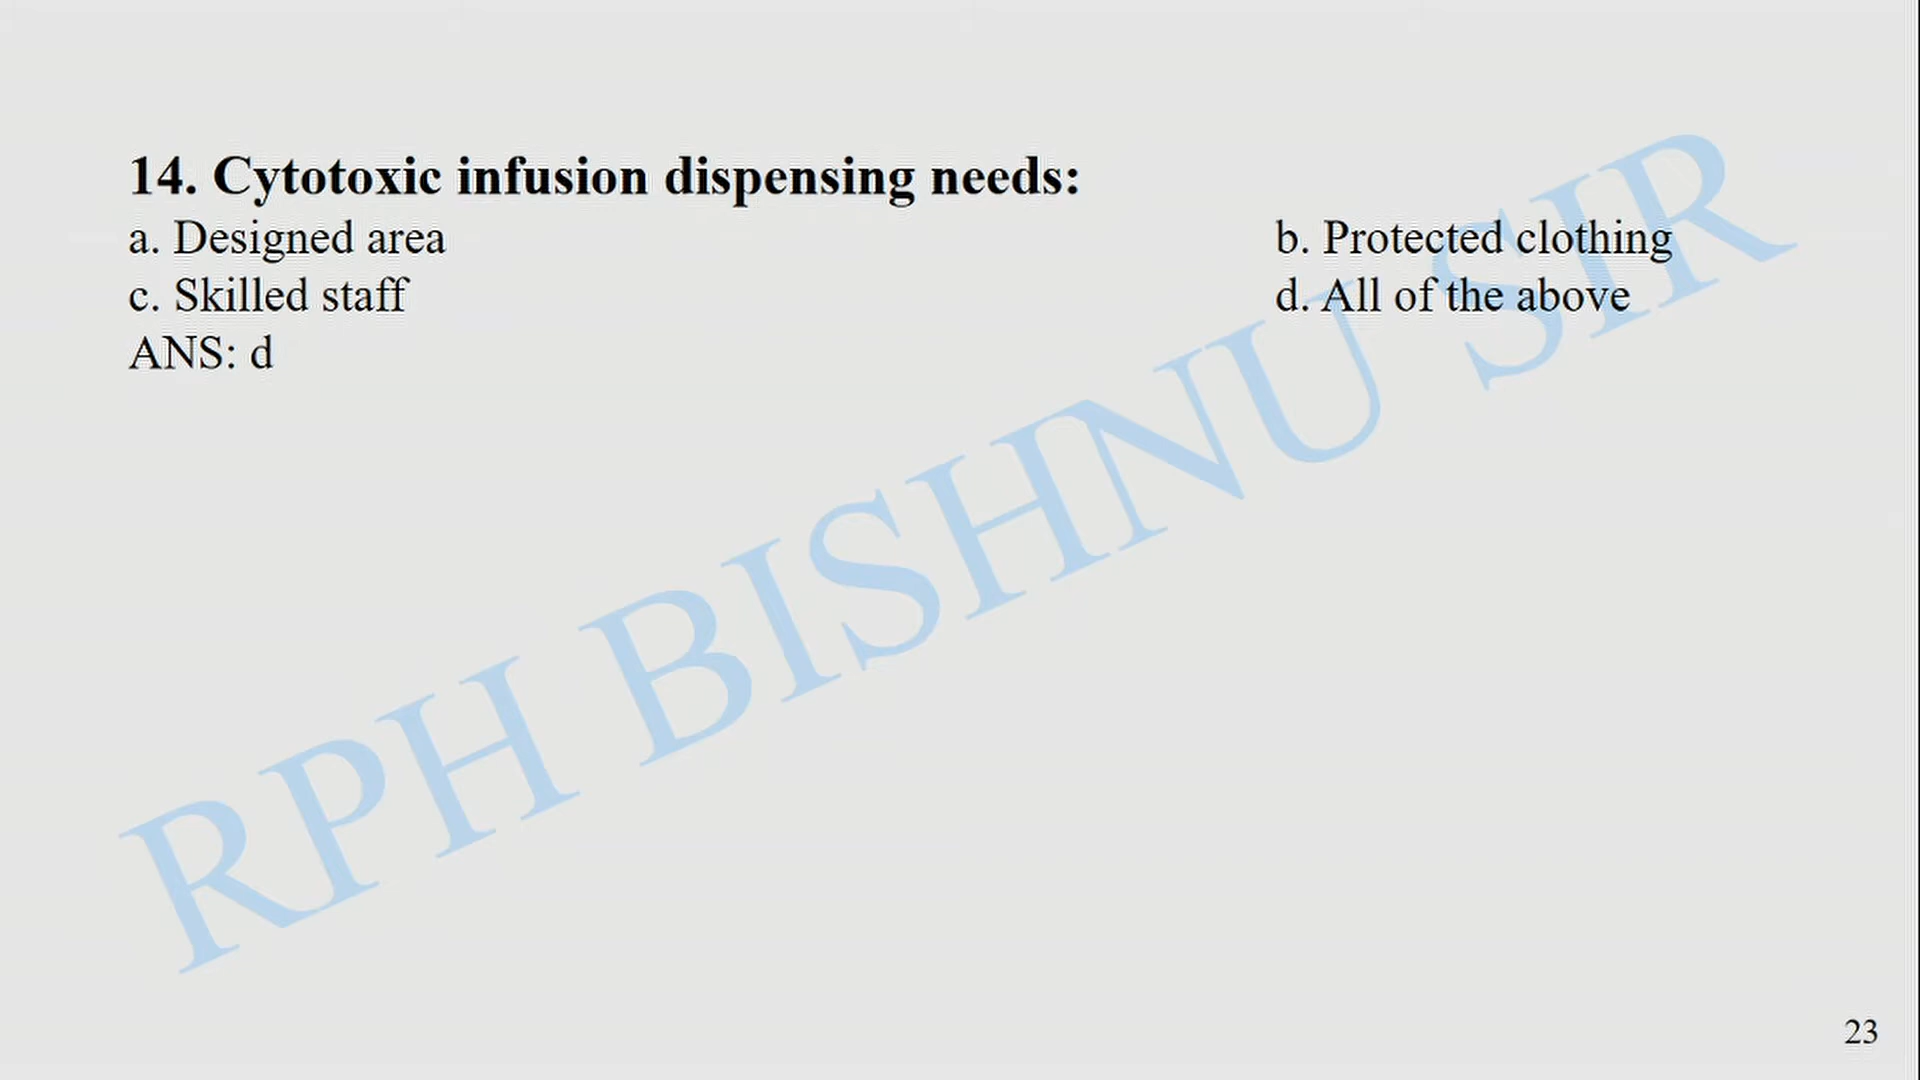 14. Cytotoxic infusion dispensing needs:
a. Designed area b. Protected clothing
c. Skilled staff d. All of the above
ANS: d
RPH BISHNU SIR
23